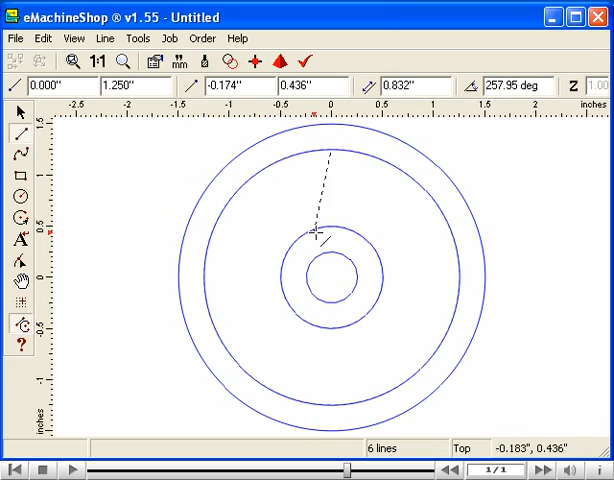 eMachineShop ® v1.55 - Untitled
File Edit View Line Tools Job Order Help
1:1 mm
0.000" 1.250" -0.174" 0.436" 0.832" 257.95 deg Z 1.00
-2.5 -2 -1.5 -1 -0.5 0 0.5 1 1.5 2 inches
1.5
1
0.5
0
-0.5
-1
inches
A
?
6 lines Top -0.183", 0.436"
1/1 i